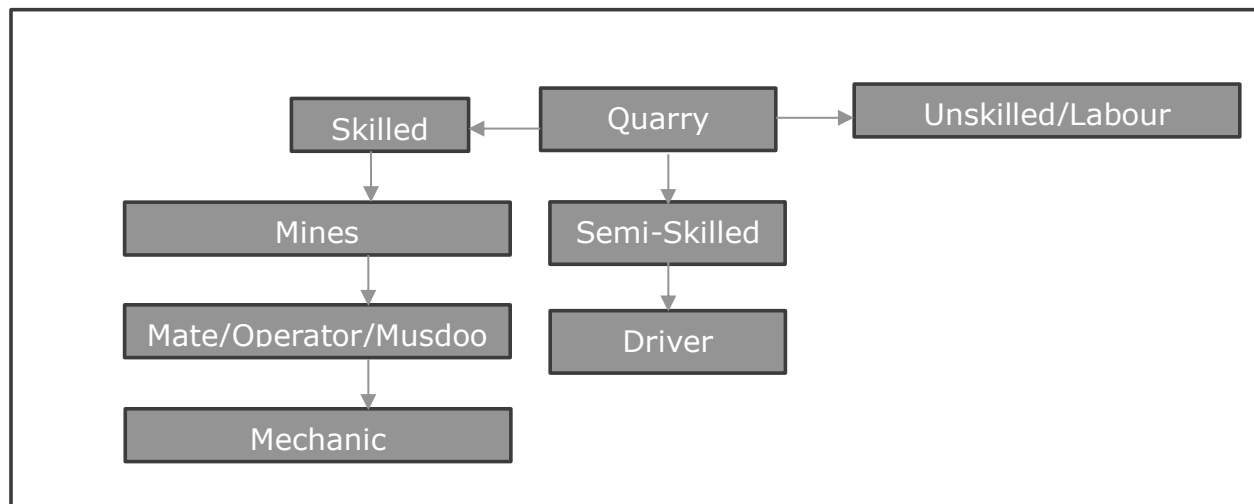 Skilled
Quarry
Unskilled/Labour
Mines
Semi-Skilled
Mate/Operator/Musdoo
Driver
Mechanic